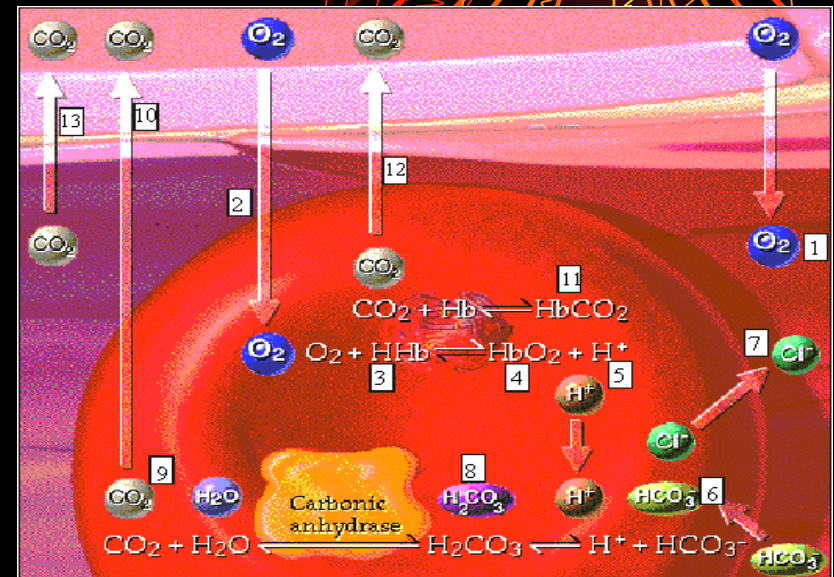 CO₂ CO₂ O₂ CO₂ O₂
13 10
12
2
CO₂ O₂ 1
CO₂ 11
CO₂ + Hb ⇌ HbCO₂
7 Cl⁻
O₂ O₂ + HHb ⇌ HbO₂ + H⁺
3 4 5
H⁺
Cl⁻
9 8
CO₂ H₂O H₂CO₃ H⁺ HCO₃⁻ 6
Carbonic
anhydrase
CO₂ + H₂O ⇌ H₂CO₃ ⇌ H⁺ + HCO₃⁻
HCO₃⁻